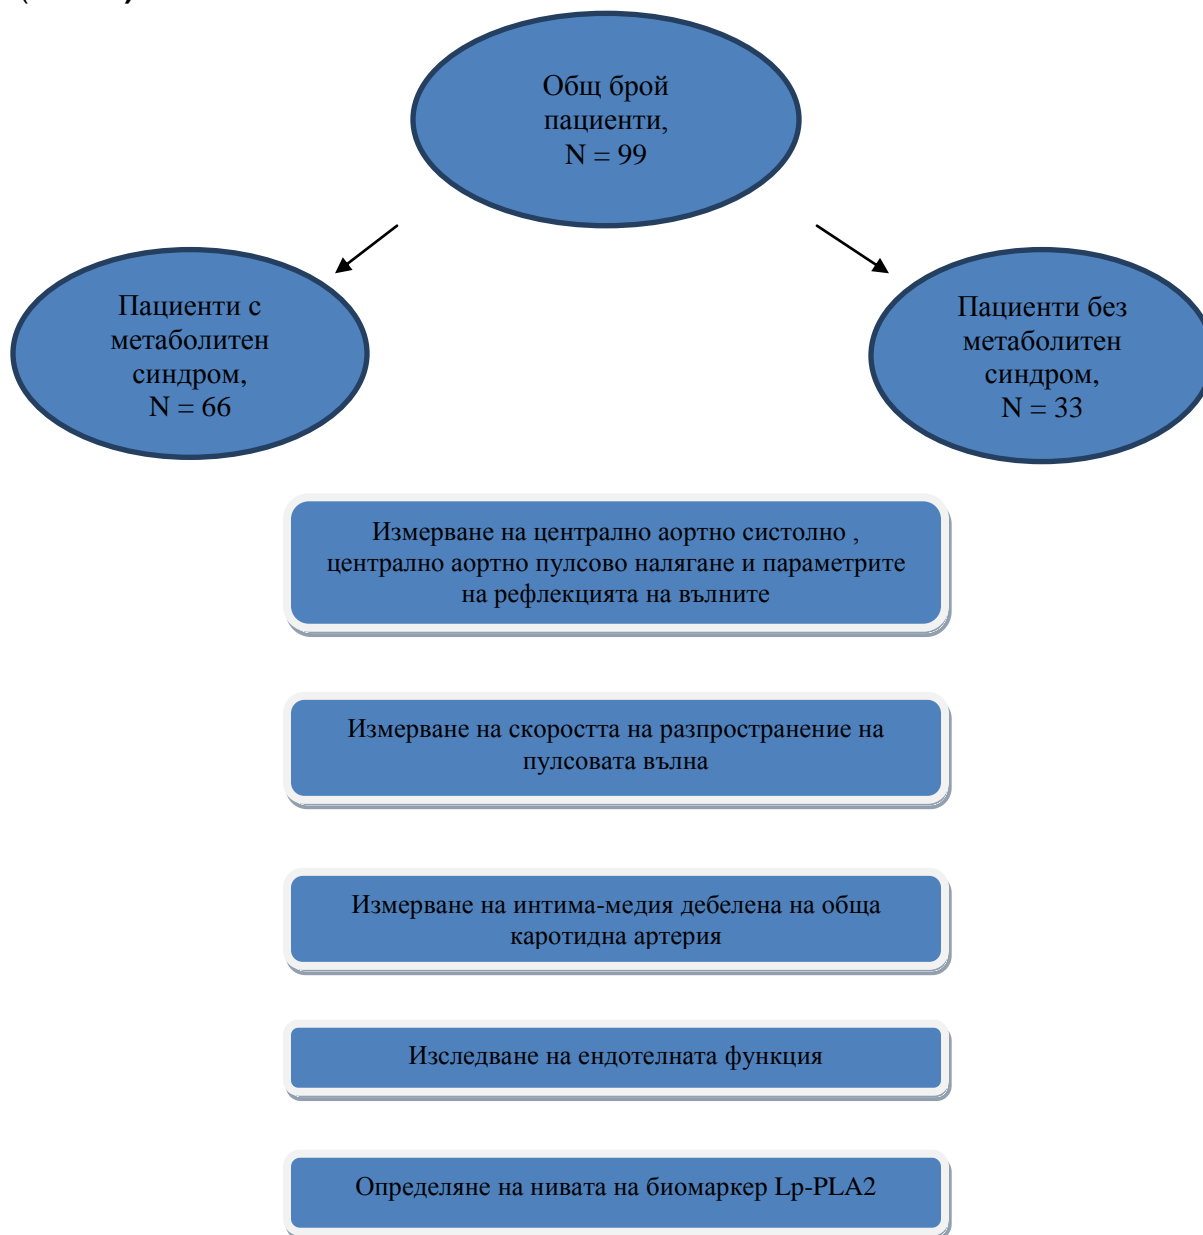 Общ брой
пациенти,
N = 99
Пациенти с
метаболитен
синдром,
N = 66
Пациенти без
метаболитен
синдром,
N = 33
Измерване на централно аортно систолно ,
централно аортно пулсово налягане и параметрите
на рефлекцията на вълните
Измерване на скоростта на разпространение на
пулсовата вълна
Измерване на интима-медия дебелена на обща
каротидна артерия
Изследване на ендотелната функция
Определяне на нивата на биомаркер Lp-PLA2